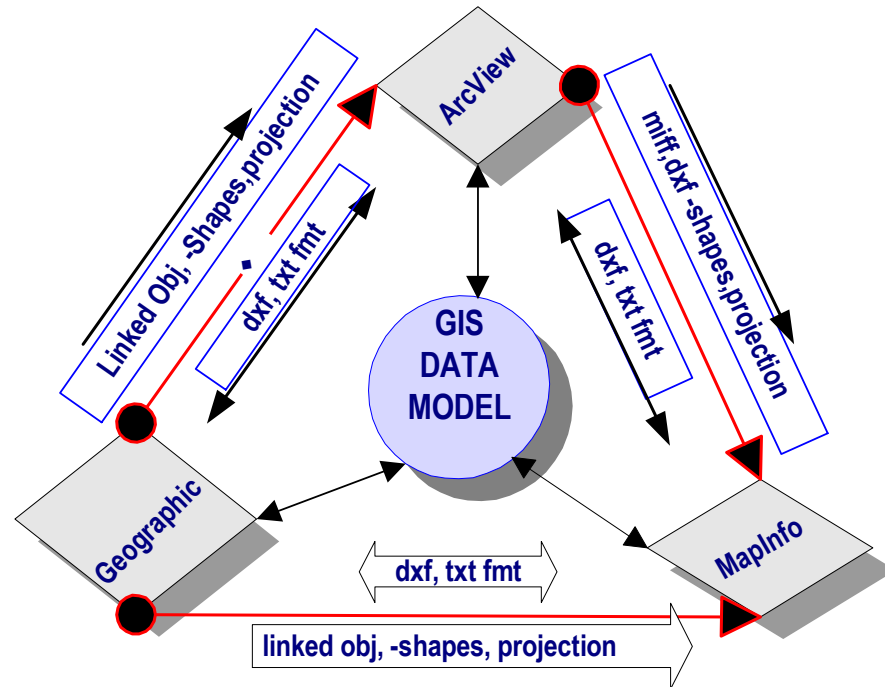 ArcView
Linked Obj, -Shapes,projection
dxf, txt fmt
miff,dxf -shapes,projection
dxf, txt fmt
GIS
DATA
MODEL
Geographic
MapInfo
dxf, txt fmt
linked obj, -shapes, projection